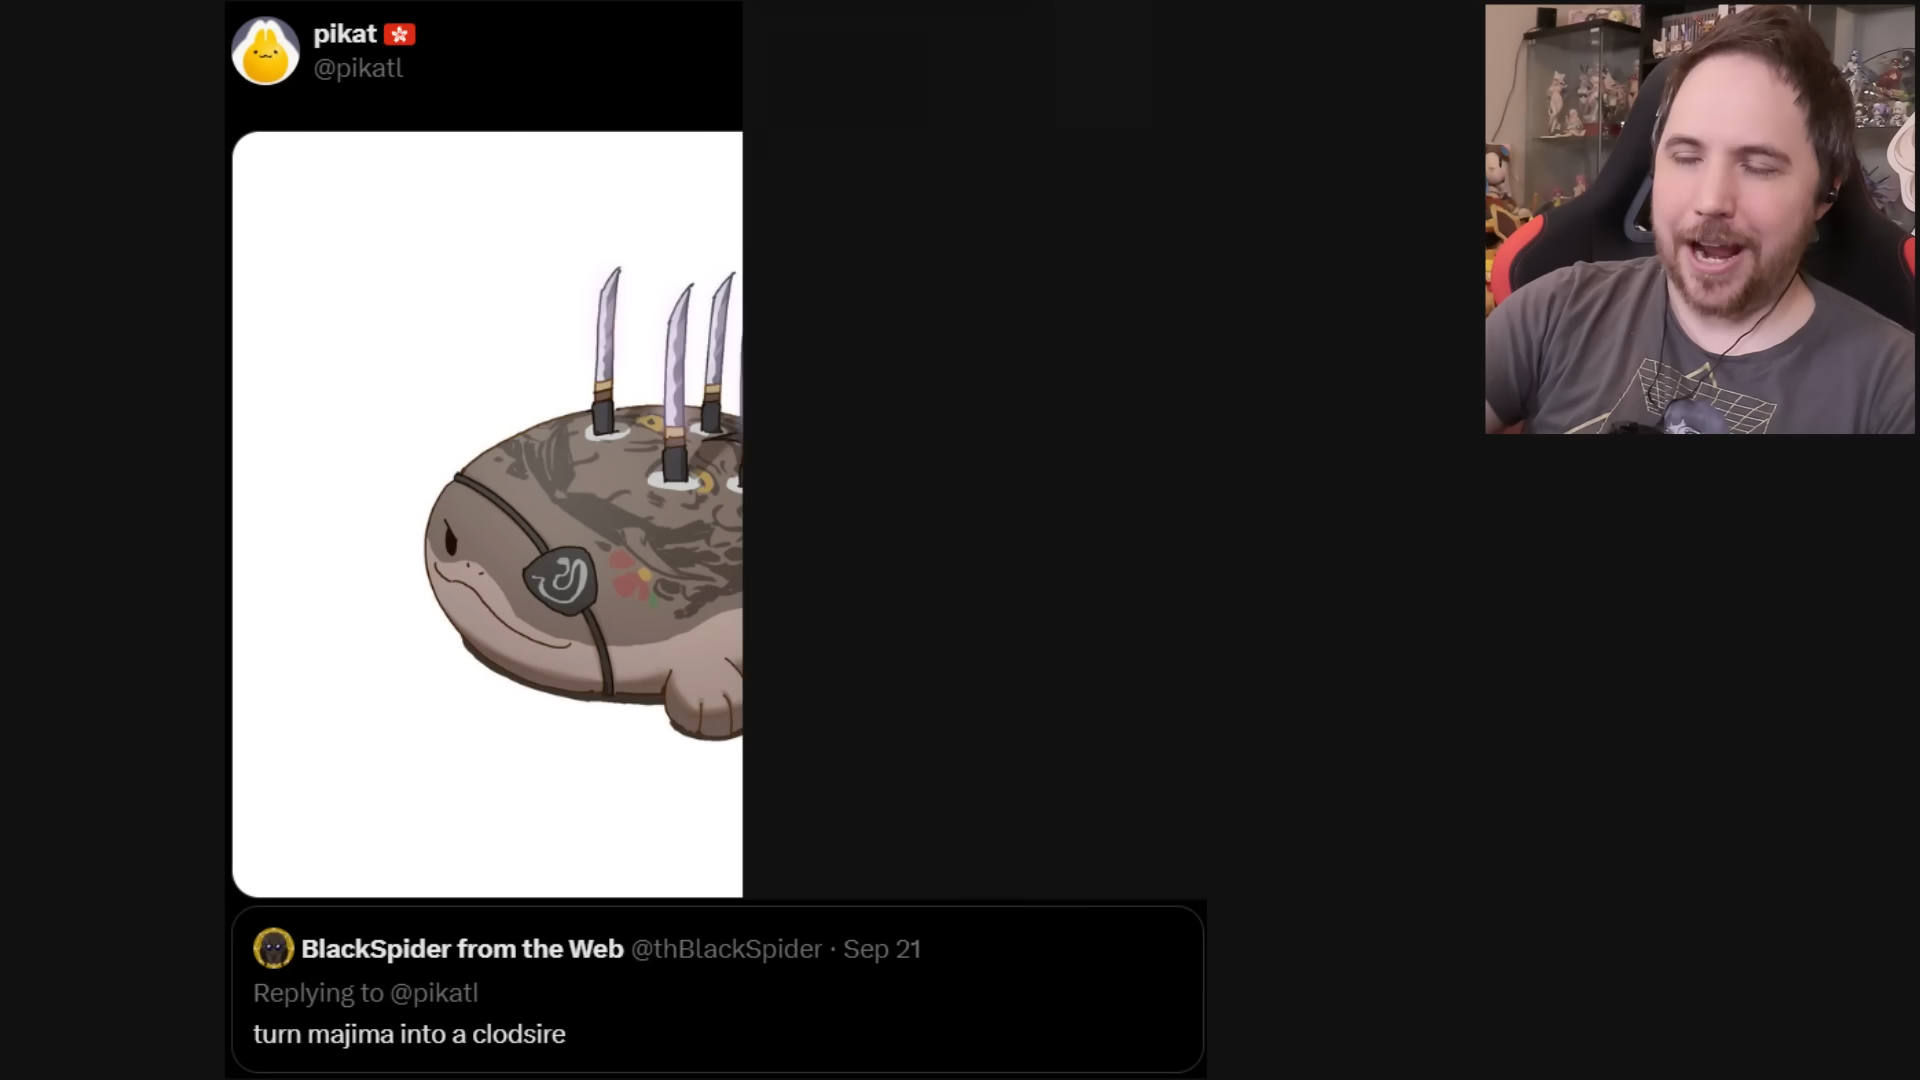 pikat
@pikatl
BlackSpider from the Web @thBlackSpider · Sep 21
Replying to @pikatl
turn majima into a clodsire